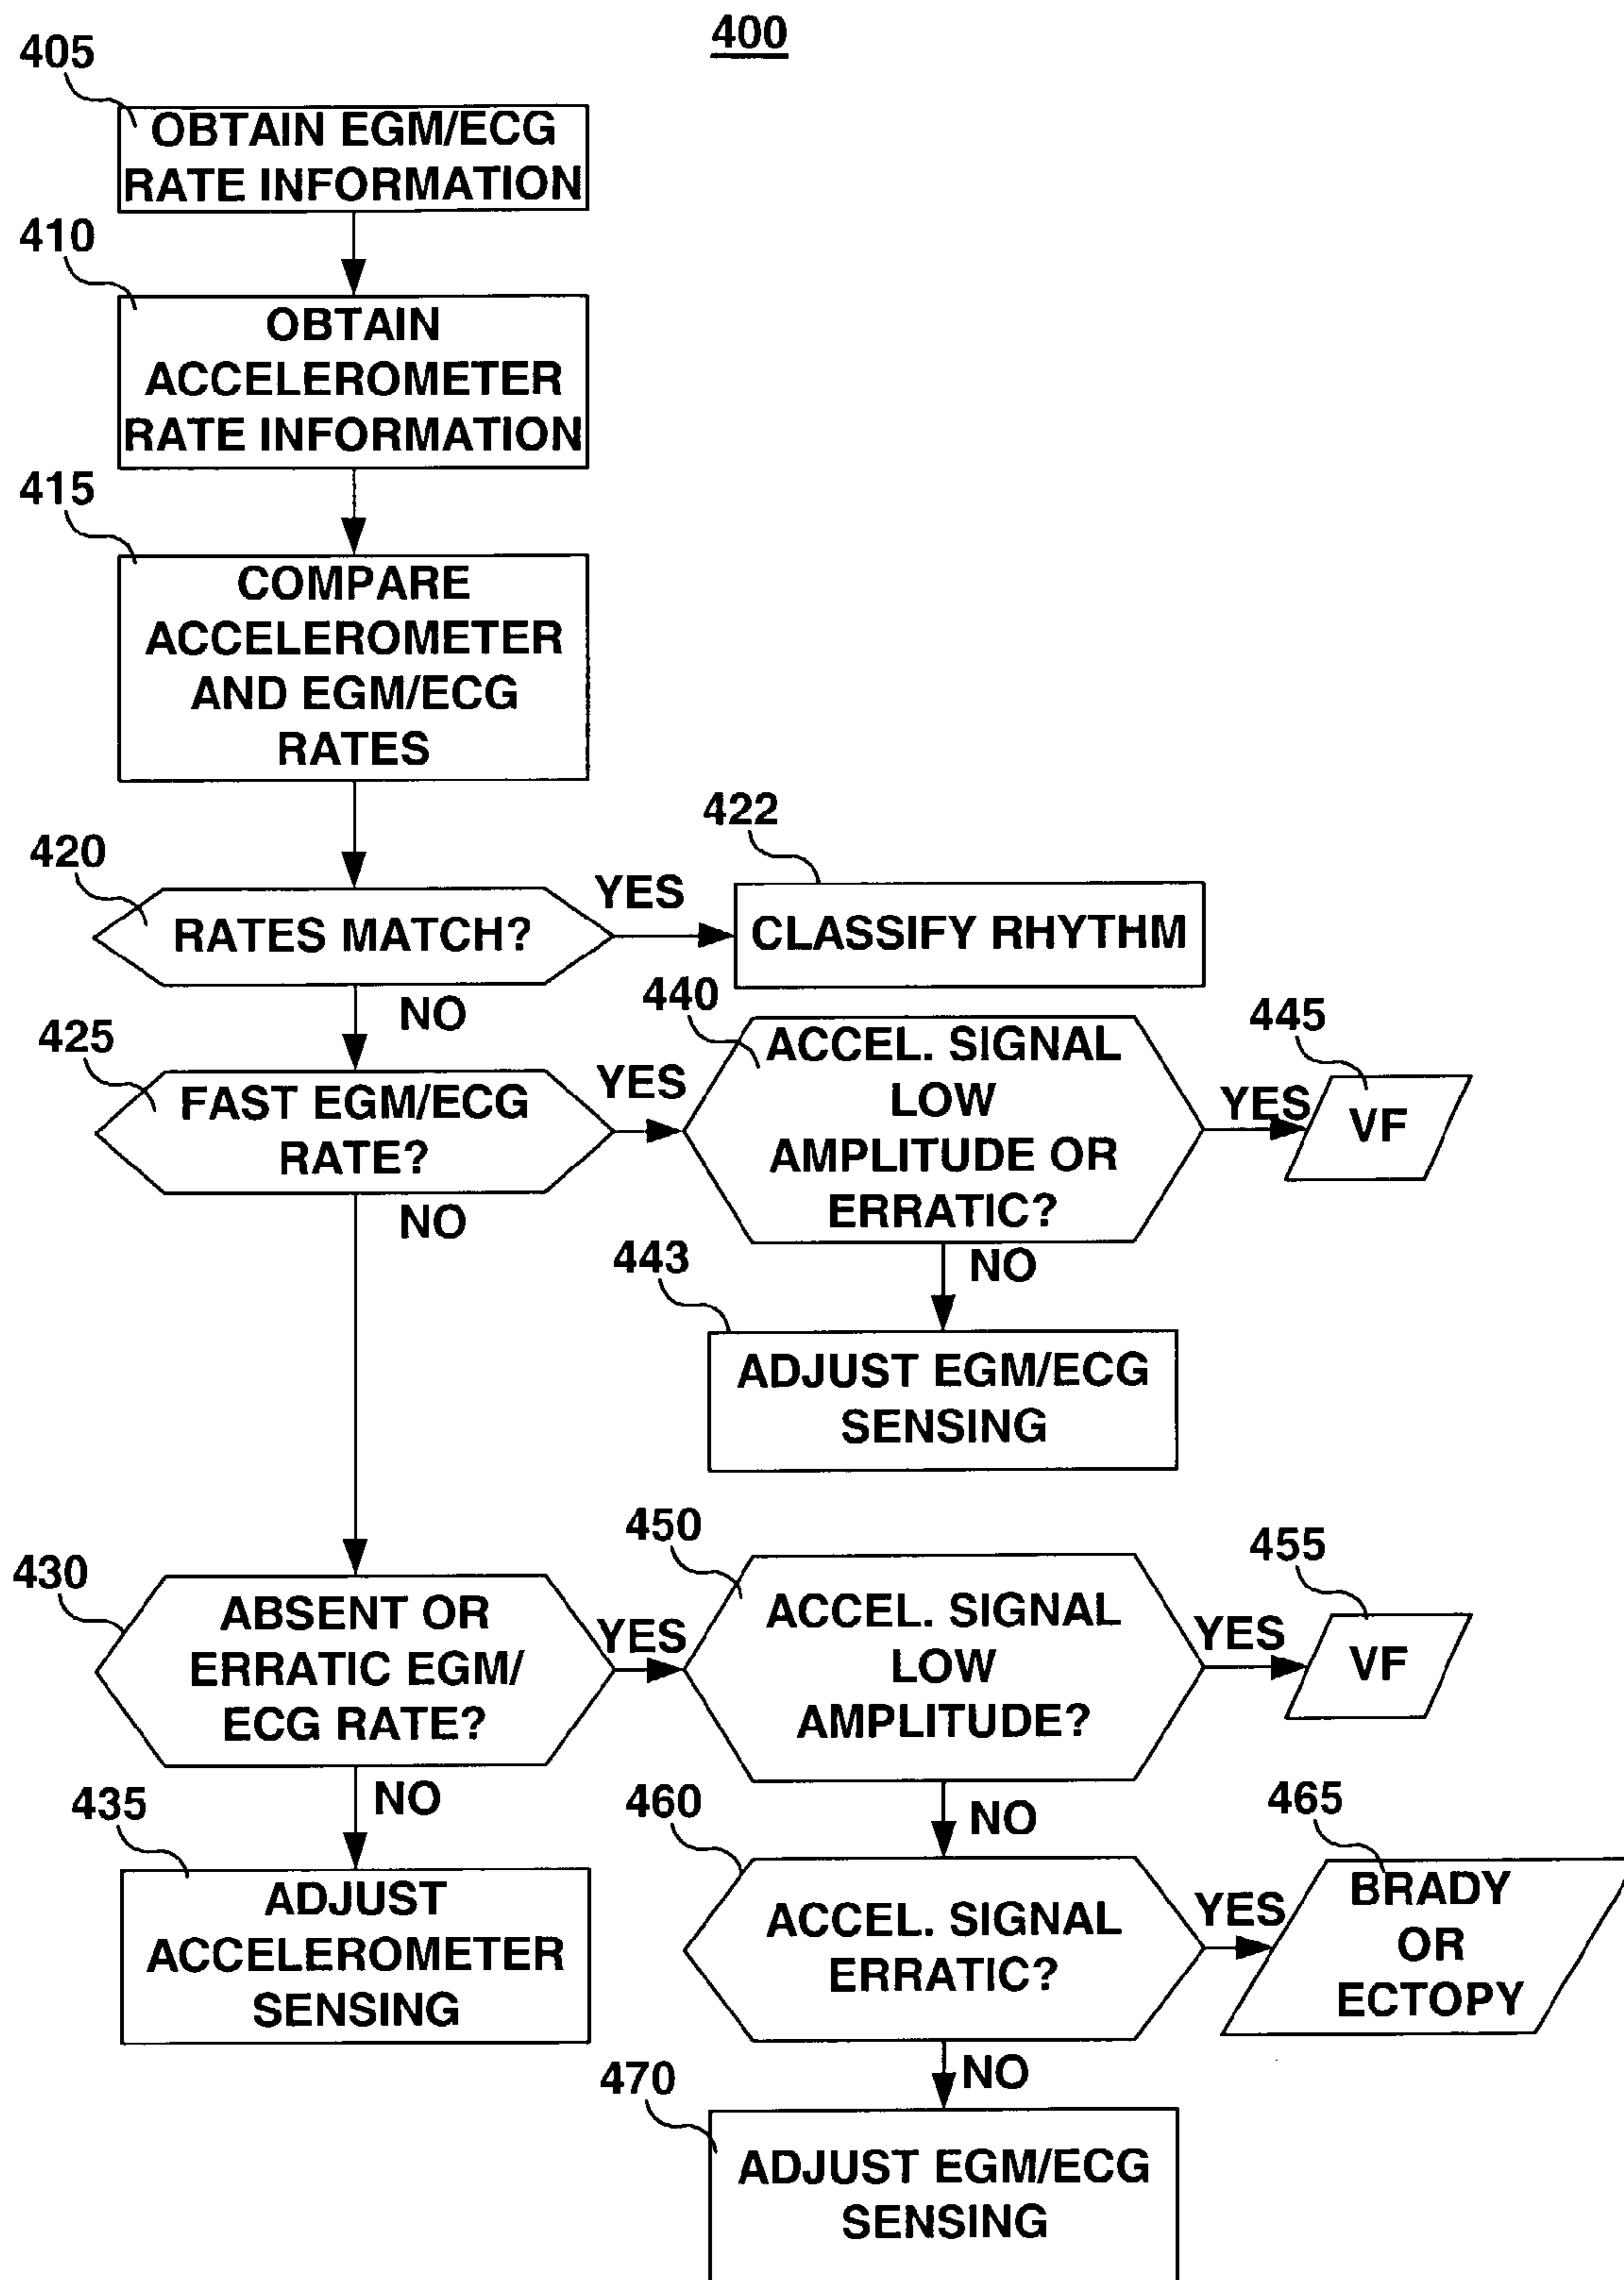 400
405
OBTAIN EGM/ECG
RATE INFORMATION
410
OBTAIN
ACCELEROMETER
RATE INFORMATION
415
COMPARE
ACCELEROMETER
AND EGM/ECG
RATES
420
RATES MATCH?
YES
422
CLASSIFY RHYTHM
NO
425
FAST EGM/ECG
RATE?
YES
440
ACCEL. SIGNAL
LOW
AMPLITUDE OR
ERRATIC?
YES
445
VF
NO
443
ADJUST EGM/ECG
SENSING
NO
430
ABSENT OR
ERRATIC EGM/
ECG RATE?
YES
450
ACCEL. SIGNAL
LOW
AMPLITUDE?
YES
455
VF
NO
435
ADJUST
ACCELEROMETER
SENSING
NO
460
ACCEL. SIGNAL
ERRATIC?
YES
465
BRADY
OR
ECTOPY
NO
470
ADJUST EGM/ECG
SENSING